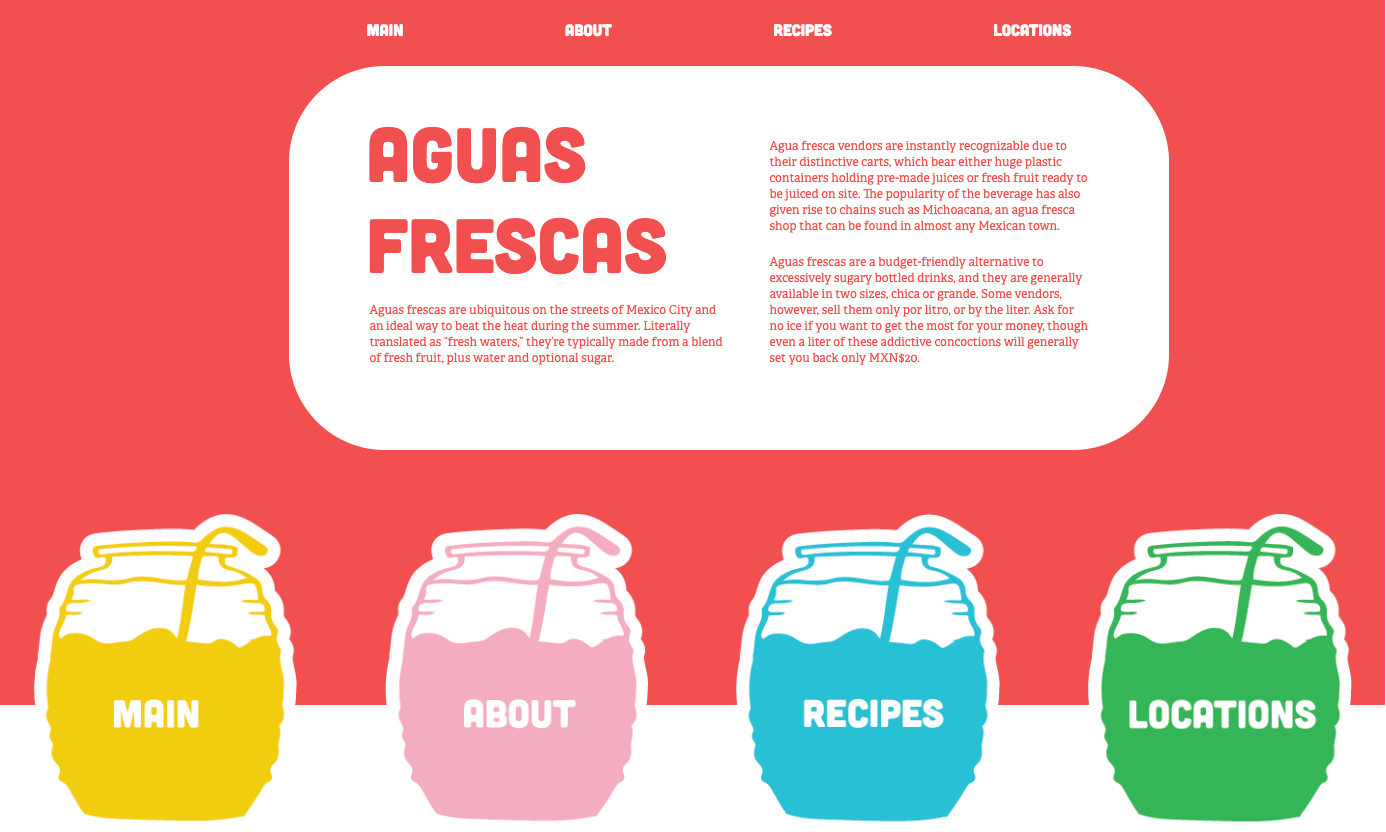 MAIN
ABOUT
RECIPES
LOCATIONS
AGUAS
FRESCAS
Aguas frescas are ubiquitous on the streets of Mexico City and
an ideal way to beat the heat during the summer. Literally
translated as "fresh waters," they're typically made from a blend
of fresh fruit, plus water and optional sugar.
Agua fresca vendors are instantly recognizable due to
their distinctive carts, which bear either huge plastic
containers holding pre-made juices or fresh fruit ready to
be juiced on site. The popularity of the beverage has also
given rise to chains such as Michoacana, an agua fresca
shop that can be found in almost any Mexican town.
Aguas frescas are a budget-friendly alternative to
excessively sugary bottled drinks, and they are generally
available in two sizes, chica or grande. Some vendors,
however, sell them only por litro, or by the liter. Ask for
no ice if you want to get the most for your money, though
even a liter of these addictive concoctions will generally
set you back only MXN$20.
MAIN
ABOUT
RECIPES
LOCATIONS